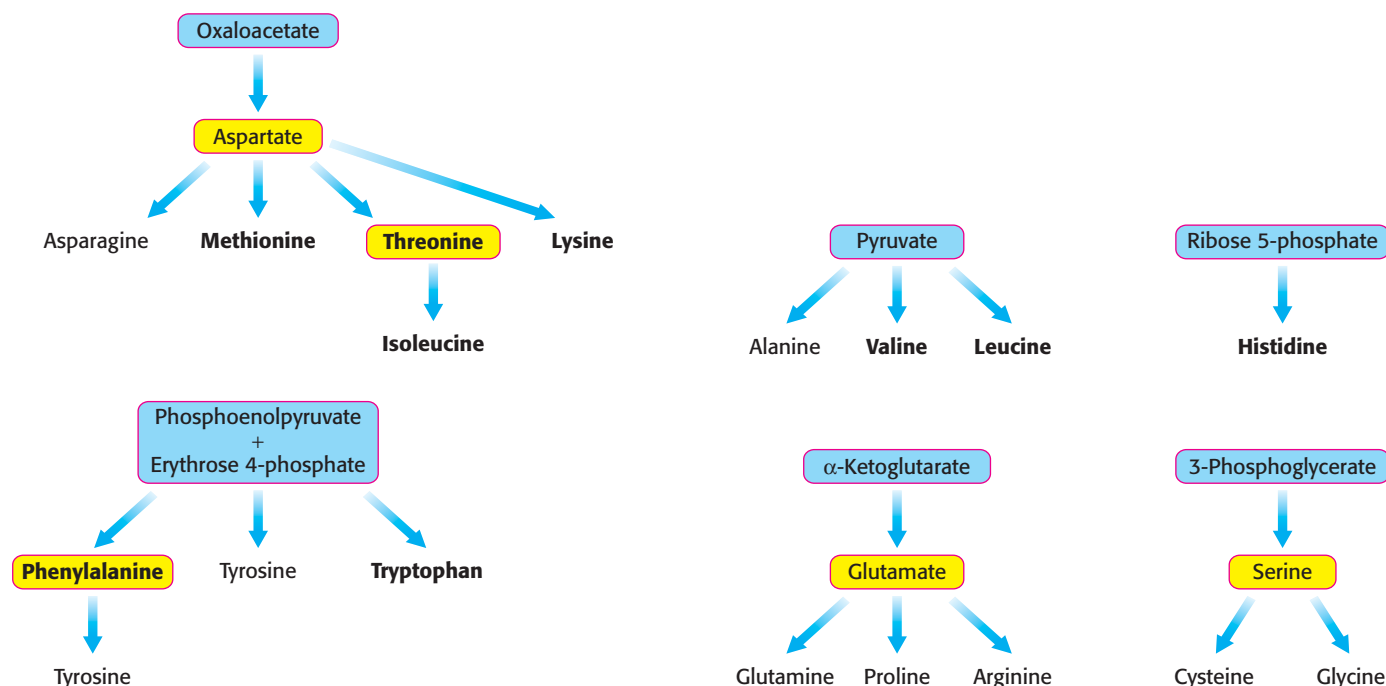 Oxaloacetate
Aspartate
Asparagine
Methionine
Threonine
Lysine
Isoleucine
Pyruvate
Alanine
Valine
Leucine
Ribose 5-phosphate
Histidine
Phosphoenolpyruvate
+
Erythrose 4-phosphate
Phenylalanine
Tyrosine
Tryptophan
Tyrosine
α-Ketoglutarate
Glutamate
Glutamine
Proline
Arginine
3-Phosphoglycerate
Serine
Cysteine
Glycine